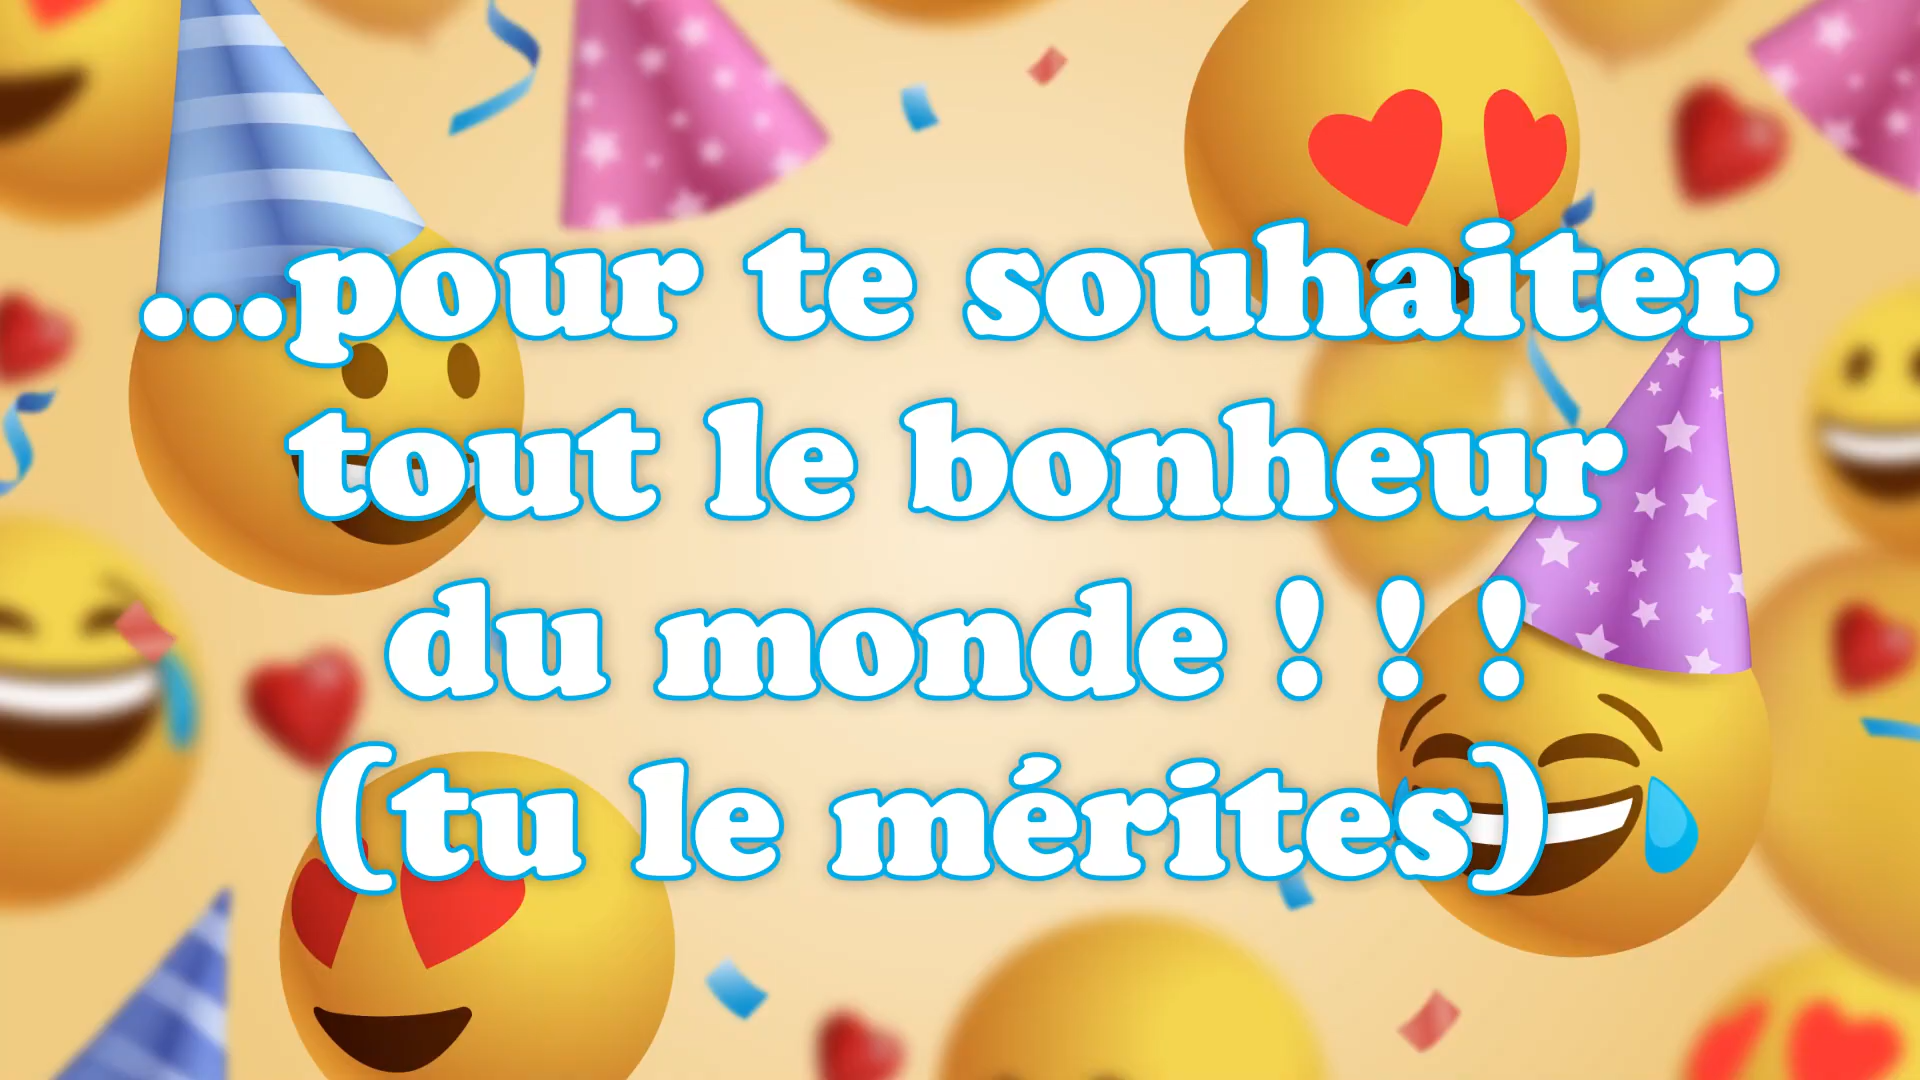 ...pour te souhaiter
tout le bonheur
du monde ! ! !
(tu le mérites)